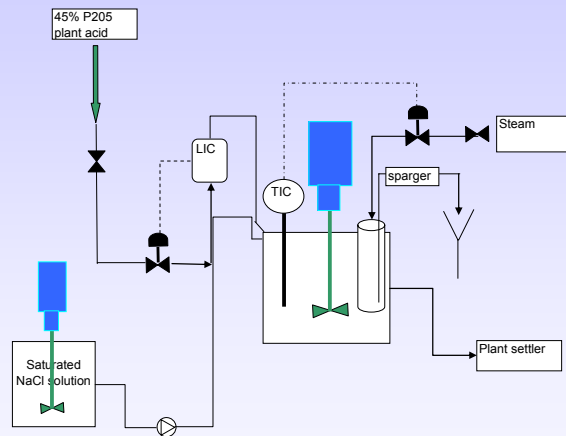 45% P205
plant acid
LIC
Steam
TIC
sparger
Saturated
NaCl solution
Plant settler